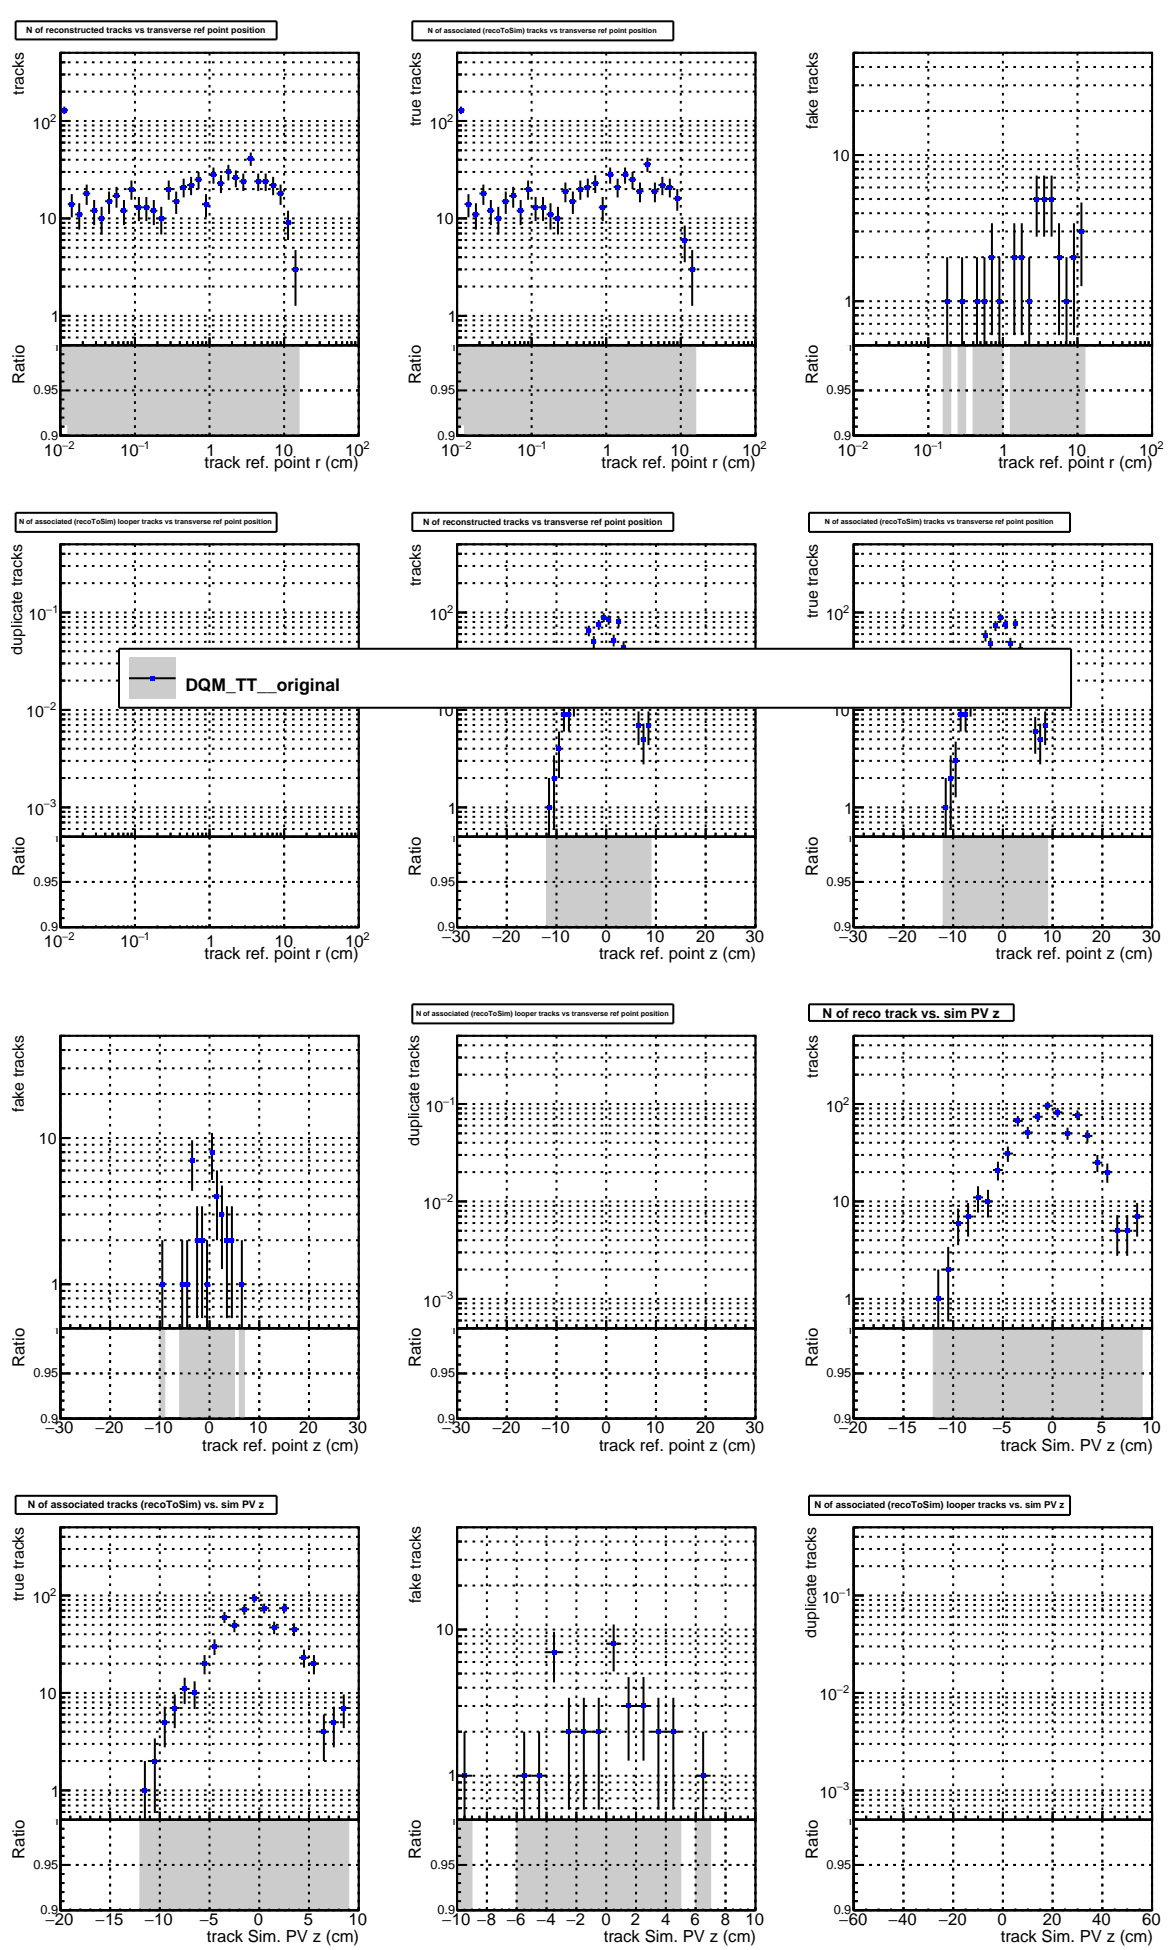 N of reconstructed tracks vs transverse ref point position
N of associated (recoToSim) tracks vs transverse ref point position
tracks
10²
10
1
Ratio
1
0.95
0.9
10⁻² 10⁻¹ 1 10 10²
track ref. point r (cm)
true tracks
10²
10
1
Ratio
1
0.95
0.9
10⁻² 10⁻¹ 1 10 10²
track ref. point r (cm)
fake tracks
10
1
Ratio
1
0.95
0.9
10⁻² 10⁻¹ 1 10 10²
track ref. point r (cm)
N of associated (recoToSim) looper tracks vs transverse ref point position
N of reconstructed tracks vs transverse ref point position
N of associated (recoToSim) tracks vs transverse ref point position
duplicate tracks
10⁻¹
10⁻²
10⁻³
Ratio
1
0.95
0.9
10⁻² 10⁻¹ 1 10 10²
track ref. point r (cm)
tracks
10²
10
1
Ratio
1
0.95
0.9
−30 −20 −10 0 10 20 30
track ref. point z (cm)
true tracks
10²
10
1
Ratio
1
0.95
0.9
−30 −20 −10 0 10 20 30
track ref. point z (cm)
DQM_TT__original
N of associated (recoToSim) looper tracks vs transverse ref point position
N of reco track vs. sim PV z
fake tracks
10
1
Ratio
1
0.95
0.9
−30 −20 −10 0 10 20 30
track ref. point z (cm)
duplicate tracks
10⁻¹
10⁻²
10⁻³
Ratio
1
0.95
0.9
−30 −20 −10 0 10 20 30
track ref. point z (cm)
tracks
10²
10
1
Ratio
1
0.95
0.9
−20 −15 −10 −5 0 5 10
track Sim. PV z (cm)
N of associated tracks (recoToSim) vs. sim PV z
N of associated (recoToSim) looper tracks vs. sim PV z
true tracks
10²
10
1
Ratio
0.95
0.9
−20 −15 −10 −5 0 5 10
track Sim. PV z (cm)
fake tracks
10
1
Ratio
0.95
0.9
−10 −8 −6 −4 −2 0 2 4 6 8 10
track Sim. PV z (cm)
duplicate tracks
10⁻¹
10⁻²
10⁻³
Ratio
0.95
0.9
−60 −40 −20 0 20 40 60
track Sim. PV z (cm)